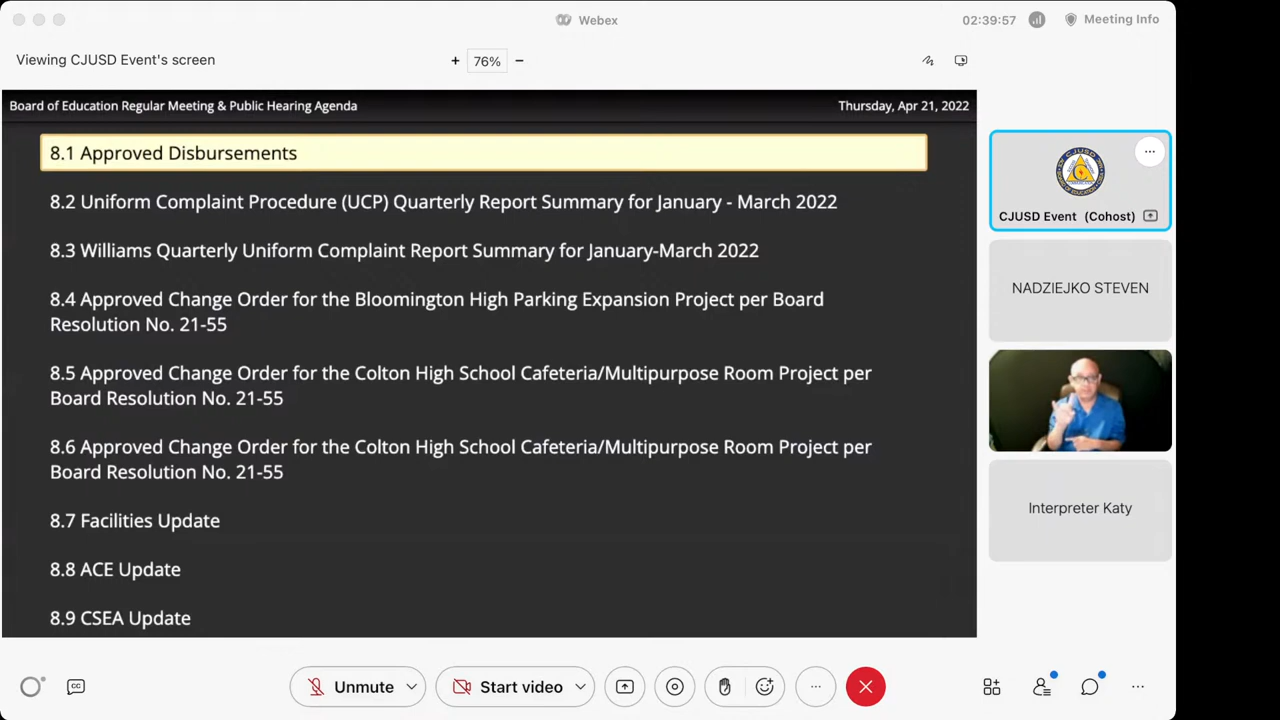 Webex
02:39:57
Meeting Info
Viewing CJUSD Event's screen
+ 76% −
Board of Education Regular Meeting & Public Hearing Agenda
Thursday, Apr 21, 2022
8.1 Approved Disbursements
8.2 Uniform Complaint Procedure (UCP) Quarterly Report Summary for January - March 2022
8.3 Williams Quarterly Uniform Complaint Report Summary for January-March 2022
8.4 Approved Change Order for the Bloomington High Parking Expansion Project per Board
Resolution No. 21-55
8.5 Approved Change Order for the Colton High School Cafeteria/Multipurpose Room Project per
Board Resolution No. 21-55
8.6 Approved Change Order for the Colton High School Cafeteria/Multipurpose Room Project per
Board Resolution No. 21-55
8.7 Facilities Update
8.8 ACE Update
8.9 CSEA Update
CJUSD Event (Cohost)
NADZIEJKO STEVEN
Interpreter Katy
CC
Unmute
Start video